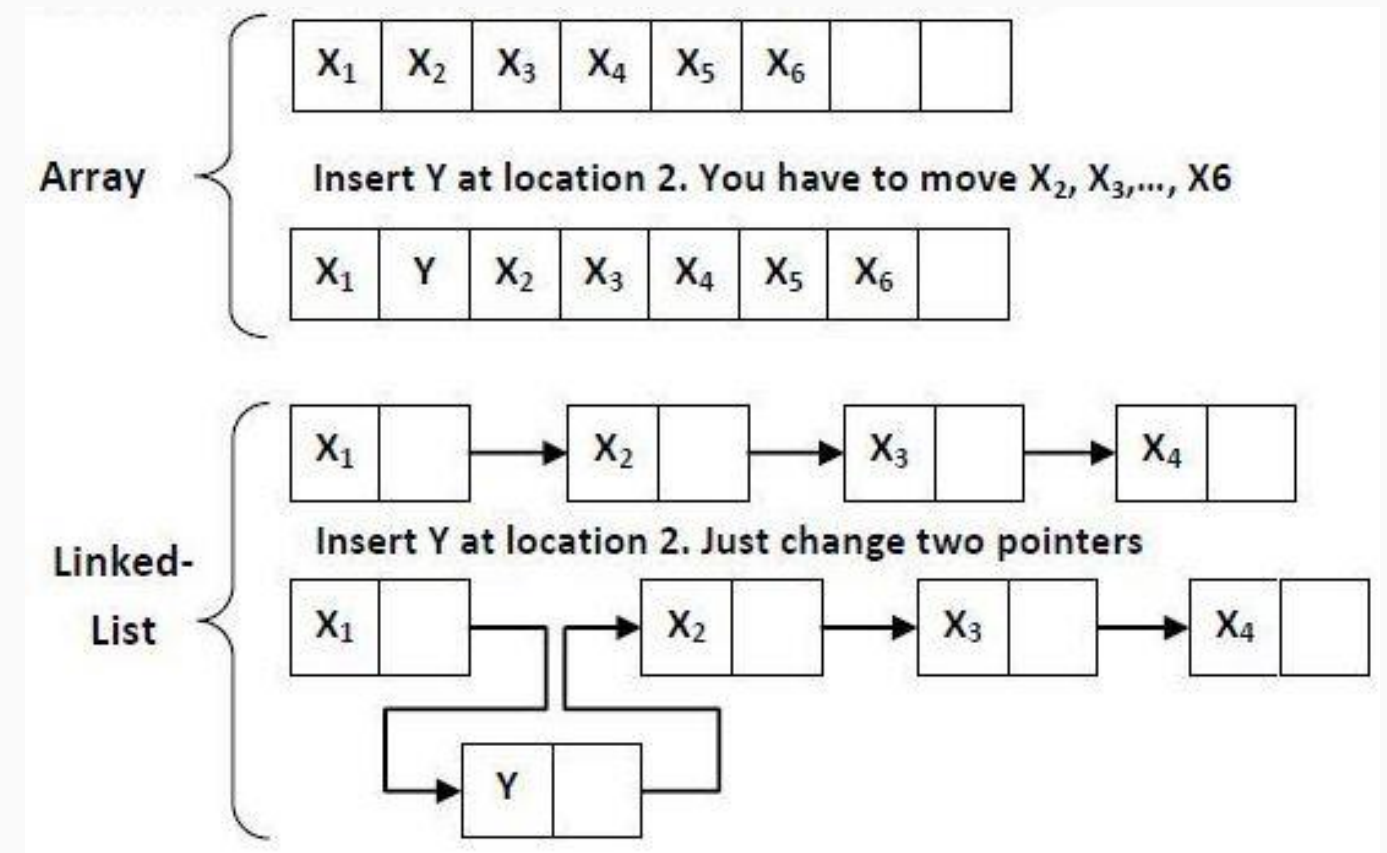 X₁ X₂ X₃ X₄ X₅ X₆
Array
Insert Y at location 2. You have to move X₂, X₃,..., X6
X₁ Y X₂ X₃ X₄ X₅ X₆
X₁ X₂ X₃ X₄
Insert Y at location 2. Just change two pointers
Linked-
List
X₁ X₂ X₃ X₄
Y